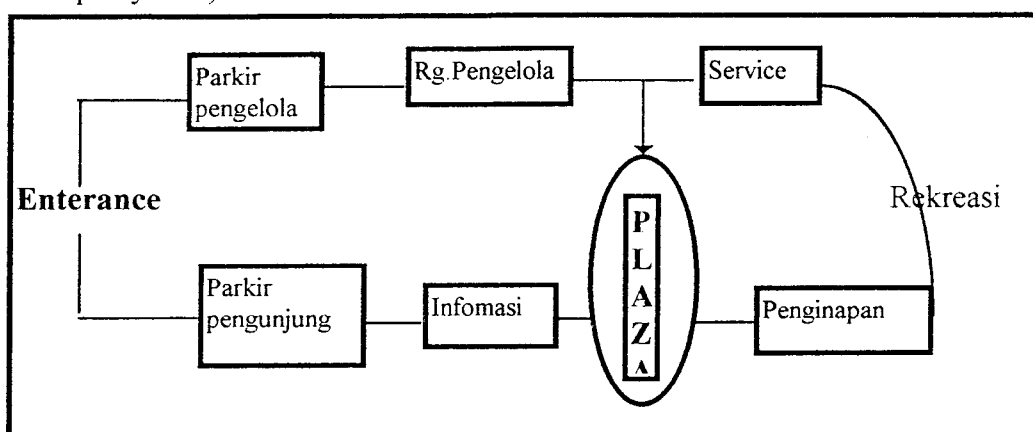 Parkir
pengelola
Rg.Pengelola
Service
Enterance
Rekreasi
P
L
A
Z
A
Parkir
pengunjung
Infomasi
Penginapan